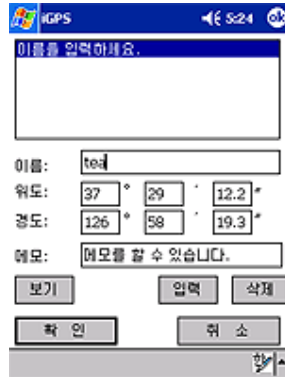 iGPS 5:24 ok
이름을 입력하세요.
이름: tea
위도: 37 ° 29 ′ 12.2 ″
경도: 126 ° 58 ′ 19.3 ″
메모: 메모를 할 수 있습니다.
보기 입력 삭제
확 인 취 소
한